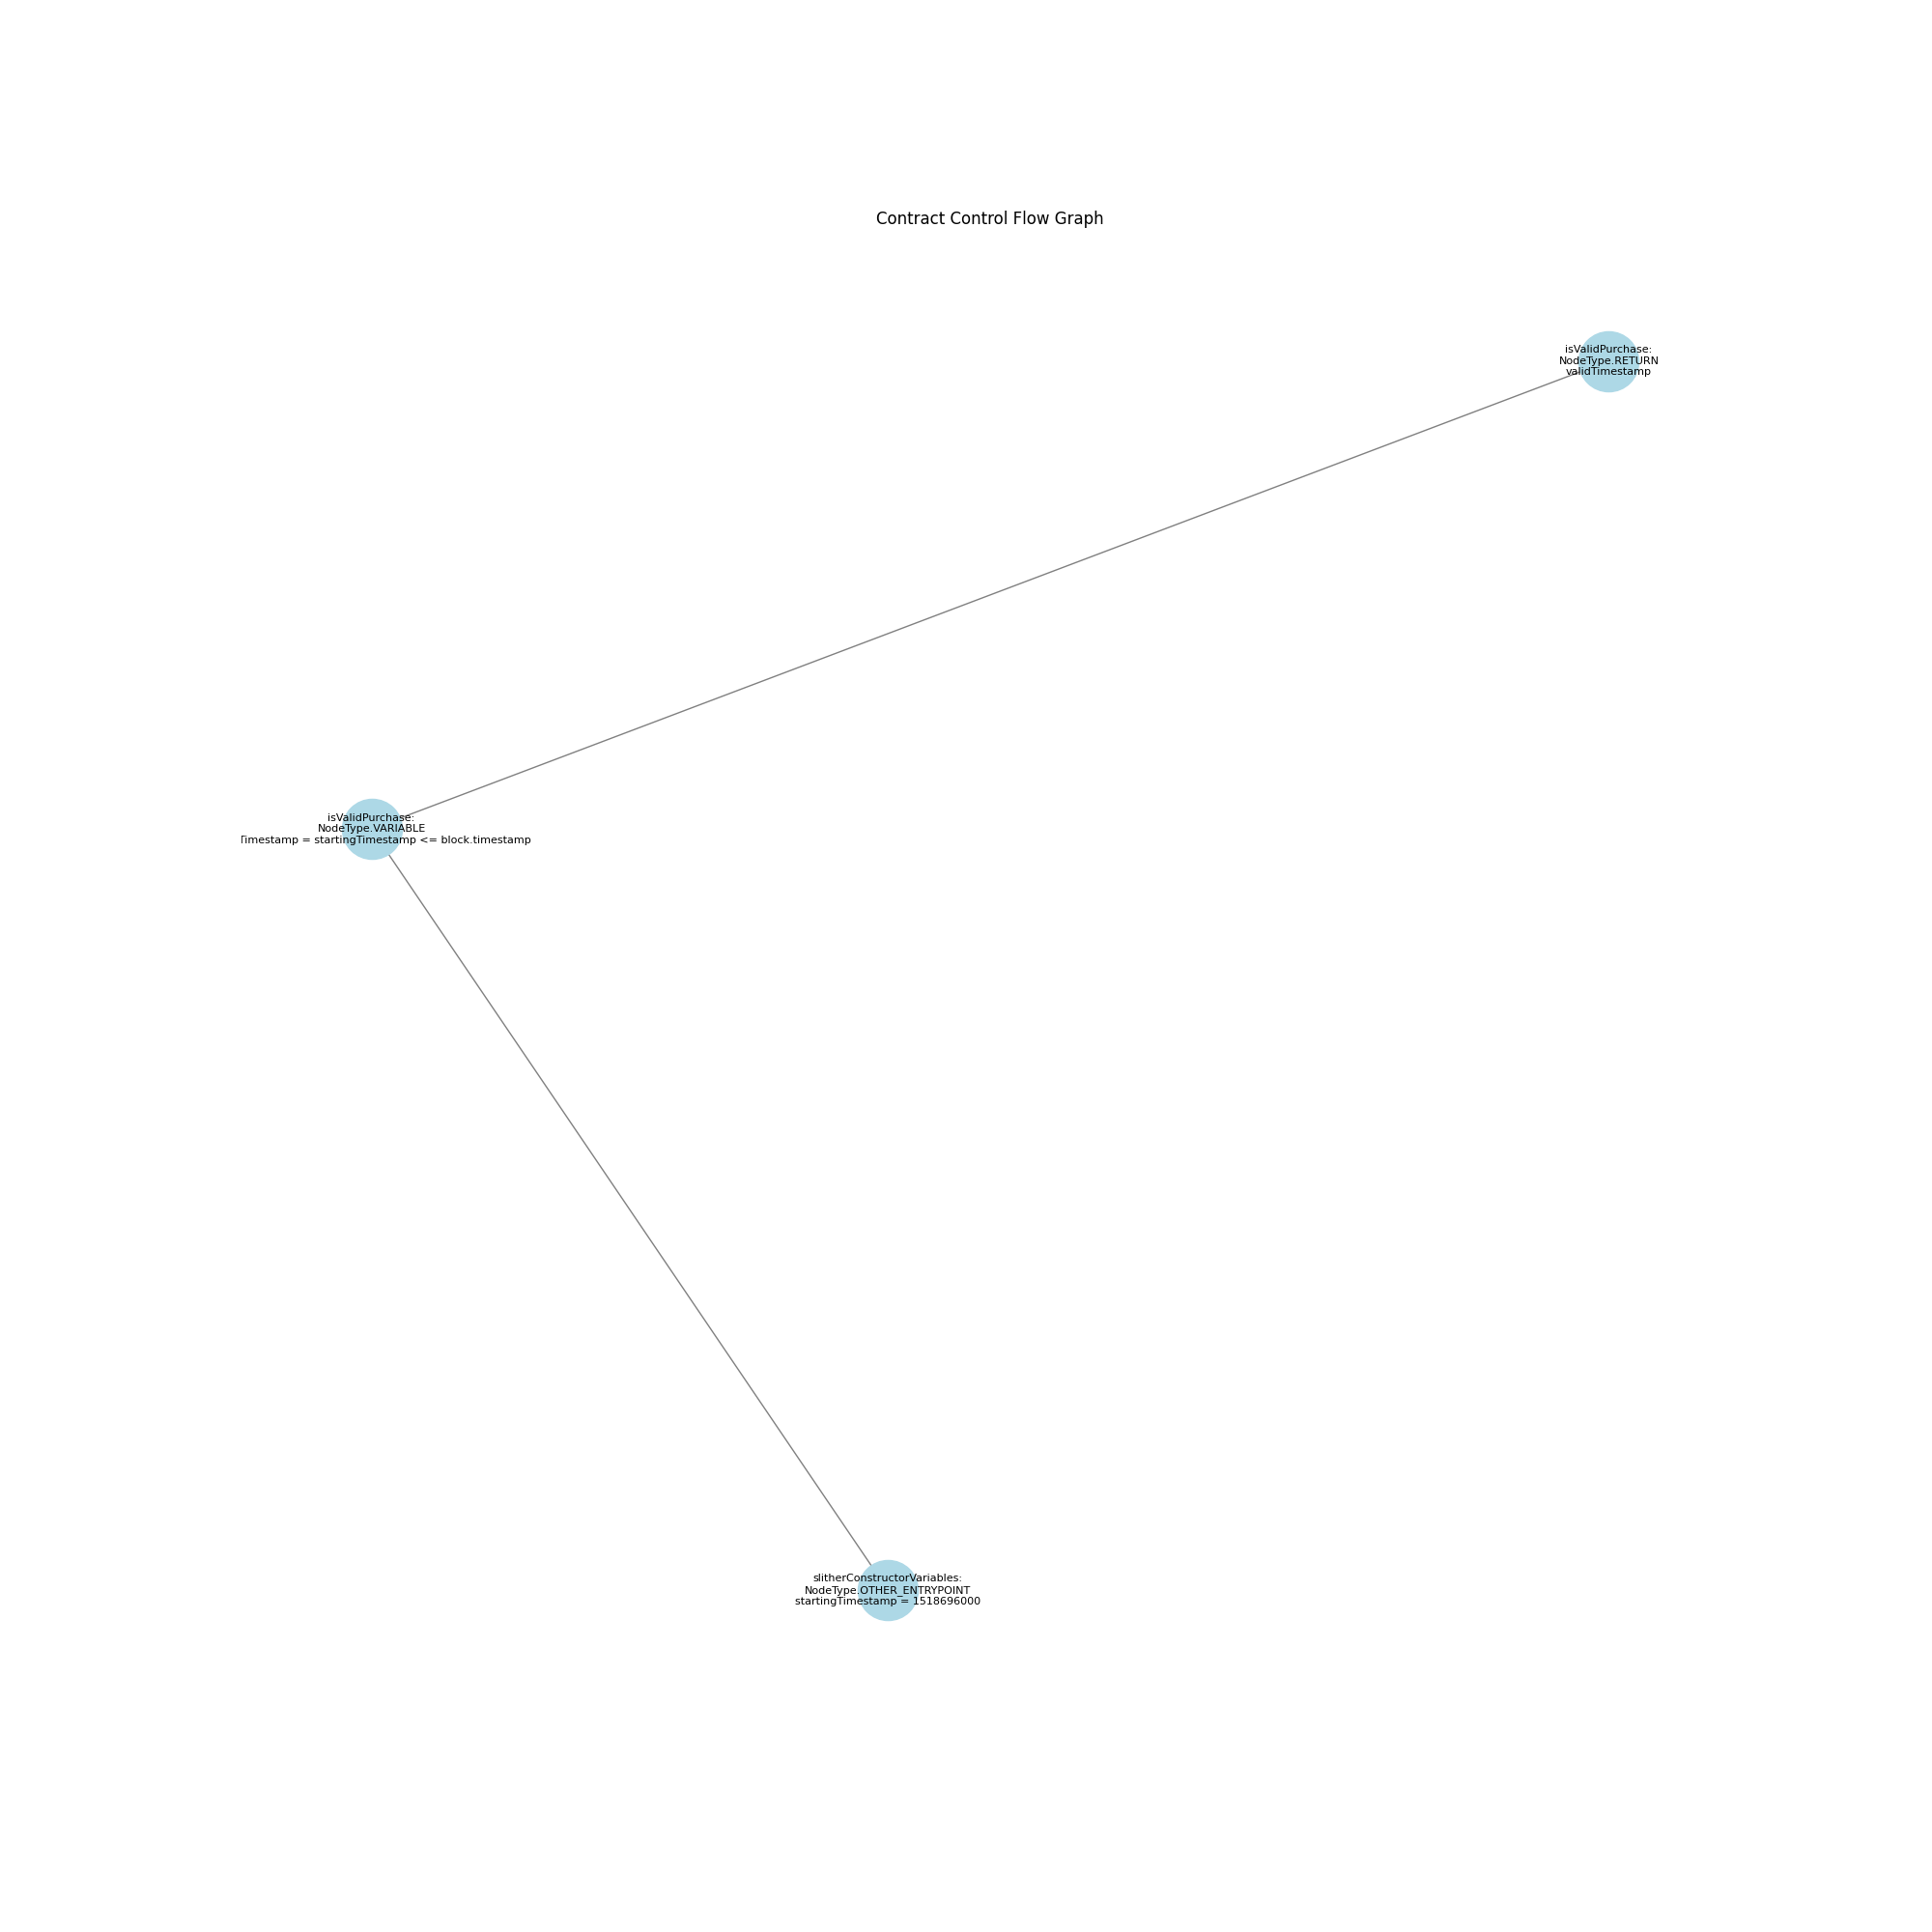 Contract Control Flow Graph
isValidPurchase:
NodeType.RETURN
validTimestamp
isValidPurchase:
NodeType.VARIABLE
Timestamp = startingTimestamp <= block.timestamp
slitherConstructorVariables:
NodeType.OTHER_ENTRYPOINT
startingTimestamp = 1518696000